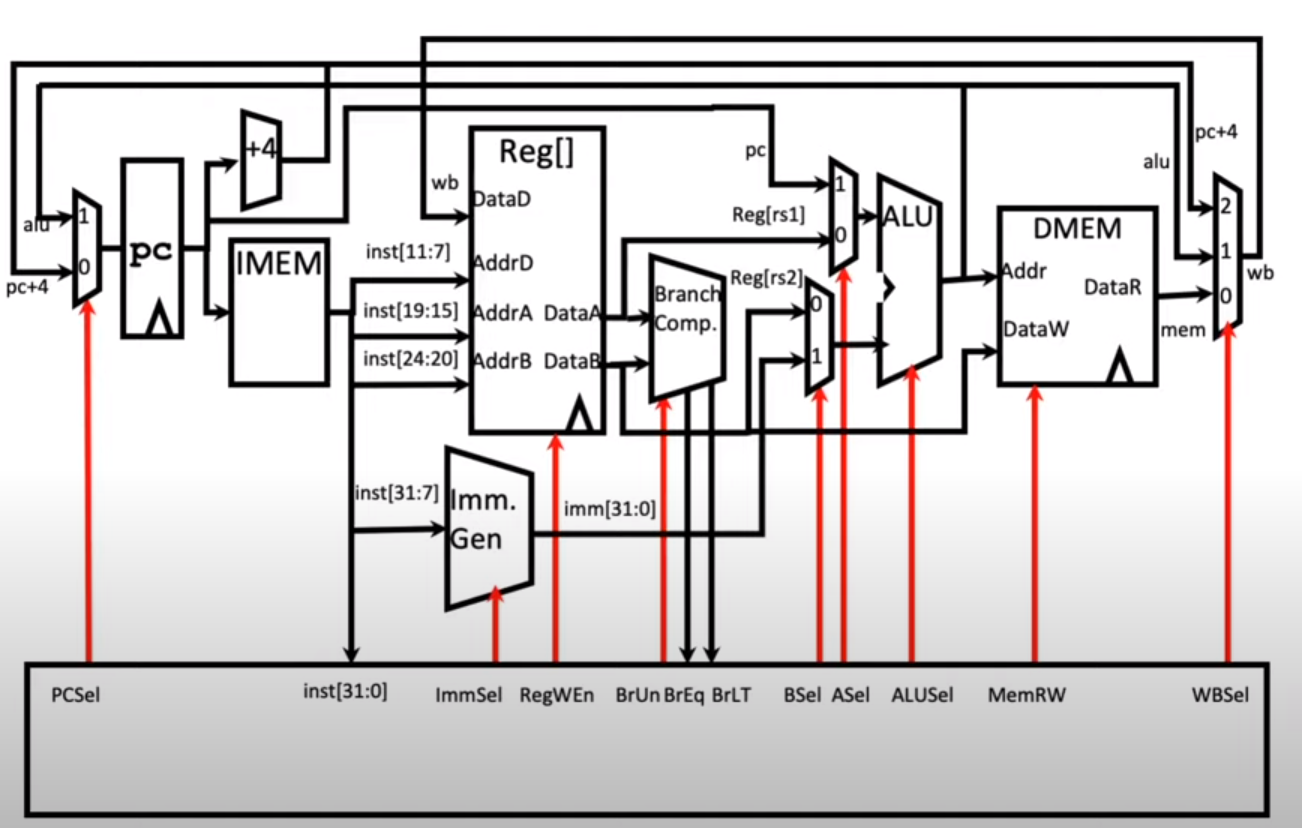 pc+4
alu
+4
Reg[]
pc
1
wb
DataD
Reg[rs1]
ALU
DMEM
2
alu
1
0
pc
IMEM
inst[11:7]
AddrD
0
Addr
1
wb
pc+4
Reg[rs2]
Branch
Comp.
0
DataR
0
inst[19:15]
AddrA DataA
DataW
mem
inst[24:20]
AddrB DataB
1
inst[31:7]
Imm.
Gen
imm[31:0]
PCSel inst[31:0] ImmSel RegWEn BrUn BrEq BrLT BSel ASel ALUSel MemRW WBSel